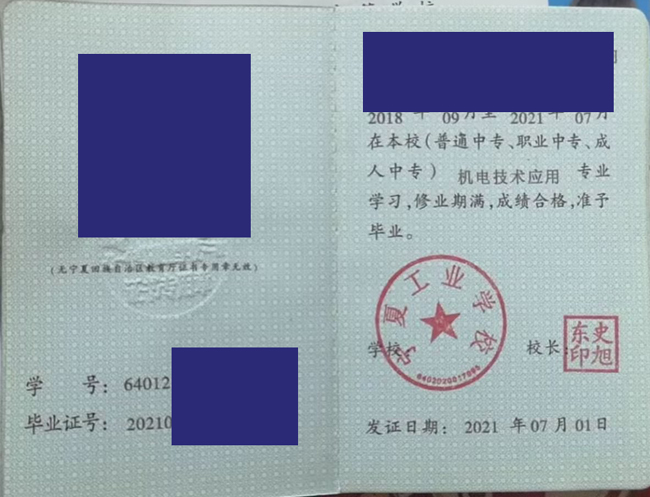 (无宁夏回族自治区教育厅证书专用章无效)
学 号: 64012
毕业证号: 20210
2018 年 09 月至 2021 年 07 月
在本校(普通中专、职业中专、成
人中专) 机电技术应用 专业
学习,修业期满,成绩合格,准予
毕业。
宁夏工业学校
6402020017095
学校
校长:
史旭东印
发证日期: 2021 年 07 月 01 日